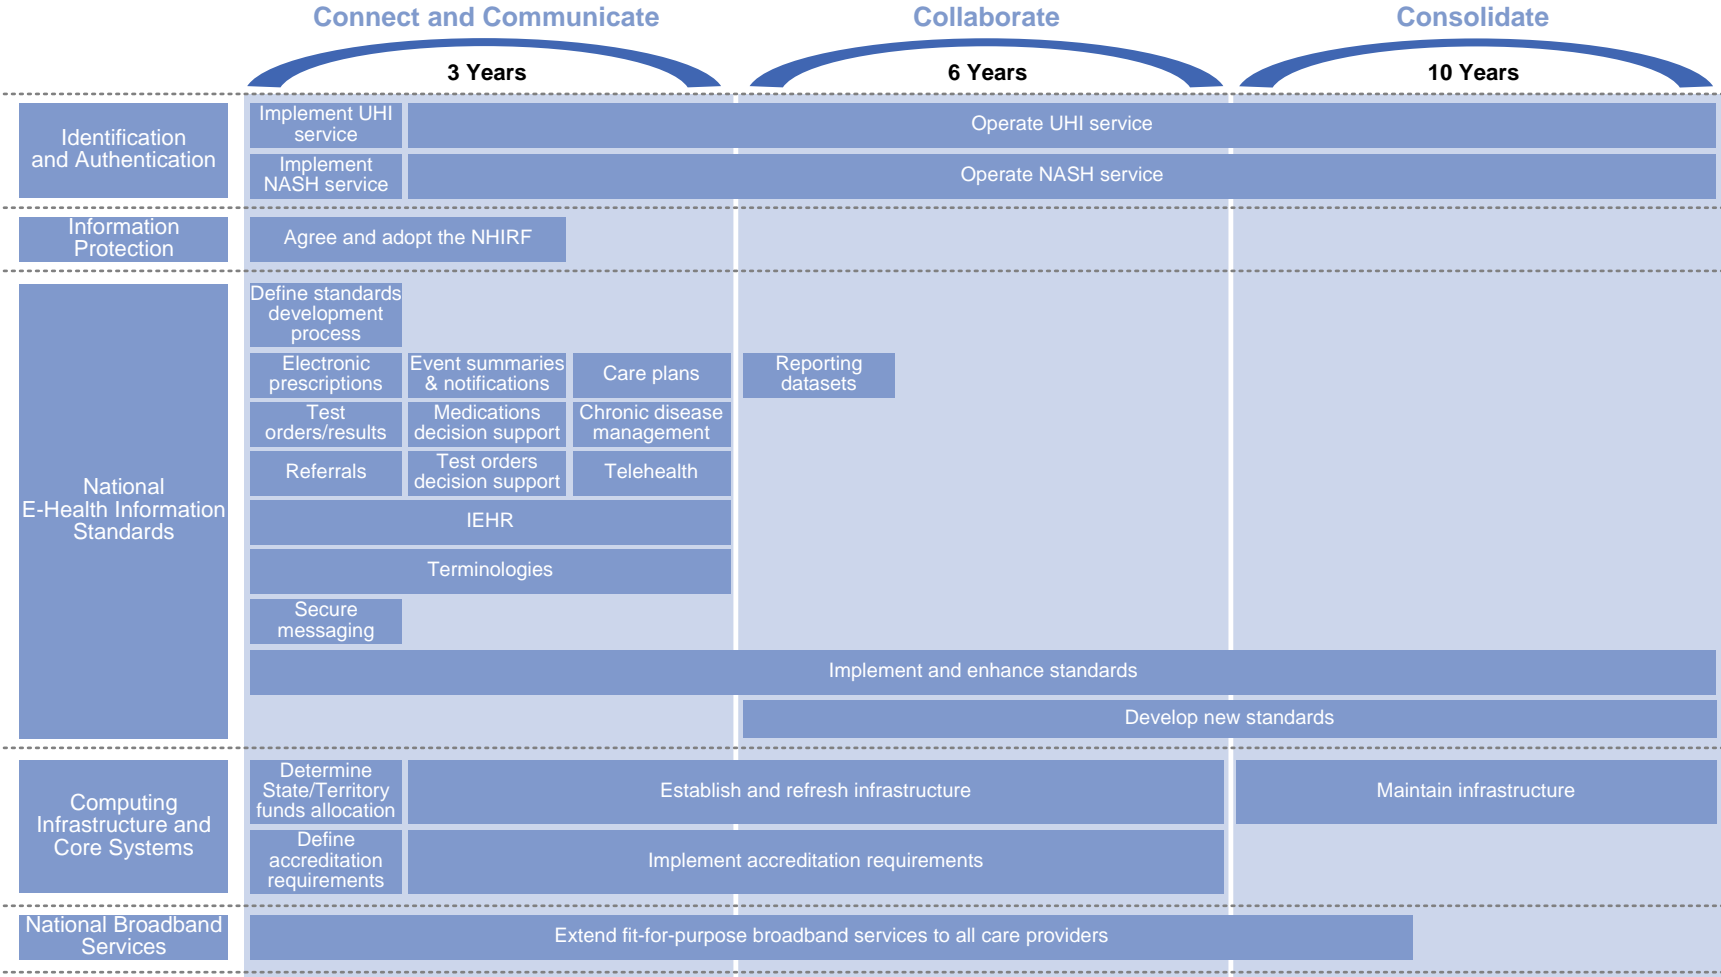 Connect and Communicate
Collaborate
Consolidate
3 Years
6 Years
10 Years
Identification
and Authentication
Implement UHI
service
Operate UHI service
Implement
NASH service
Operate NASH service
Information
Protection
Agree and adopt the NHIRF
National
E-Health Information
Standards
Define standards
development
process
Electronic
prescriptions
Event summaries
& notifications
Care plans
Reporting
datasets
Test
orders/results
Medications
decision support
Chronic disease
management
Referrals
Test orders
decision support
Telehealth
IEHR
Terminologies
Secure
messaging
Implement and enhance standards
Develop new standards
Computing
Infrastructure and
Core Systems
Determine
State/Territory
funds allocation
Establish and refresh infrastructure
Maintain infrastructure
Define
accreditation
requirements
Implement accreditation requirements
National Broadband
Services
Extend fit-for-purpose broadband services to all care providers